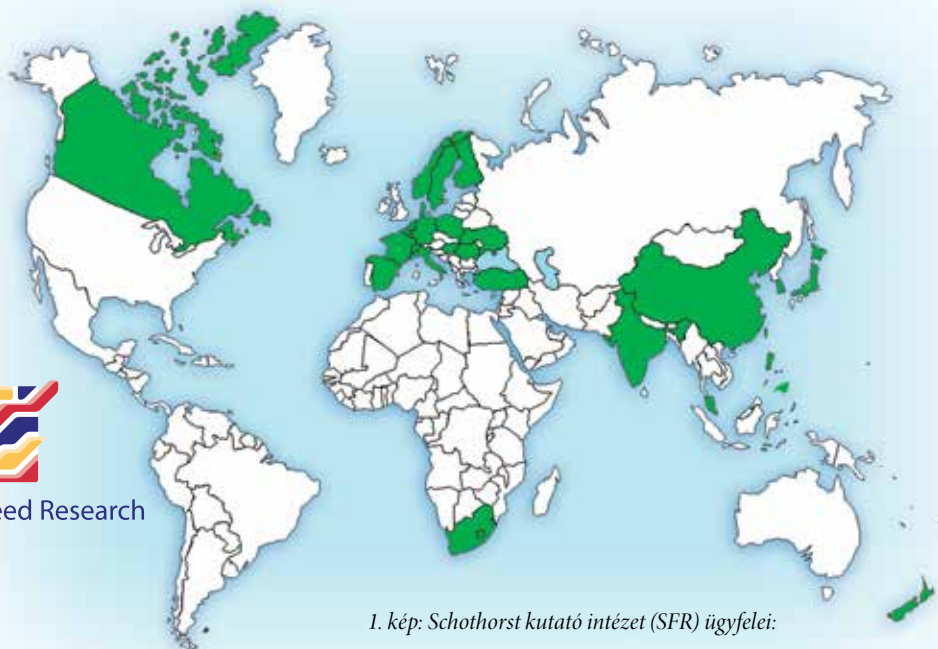 eed Research
1. kép: Schothorst kutató intézet (SFR) ügyfelei: